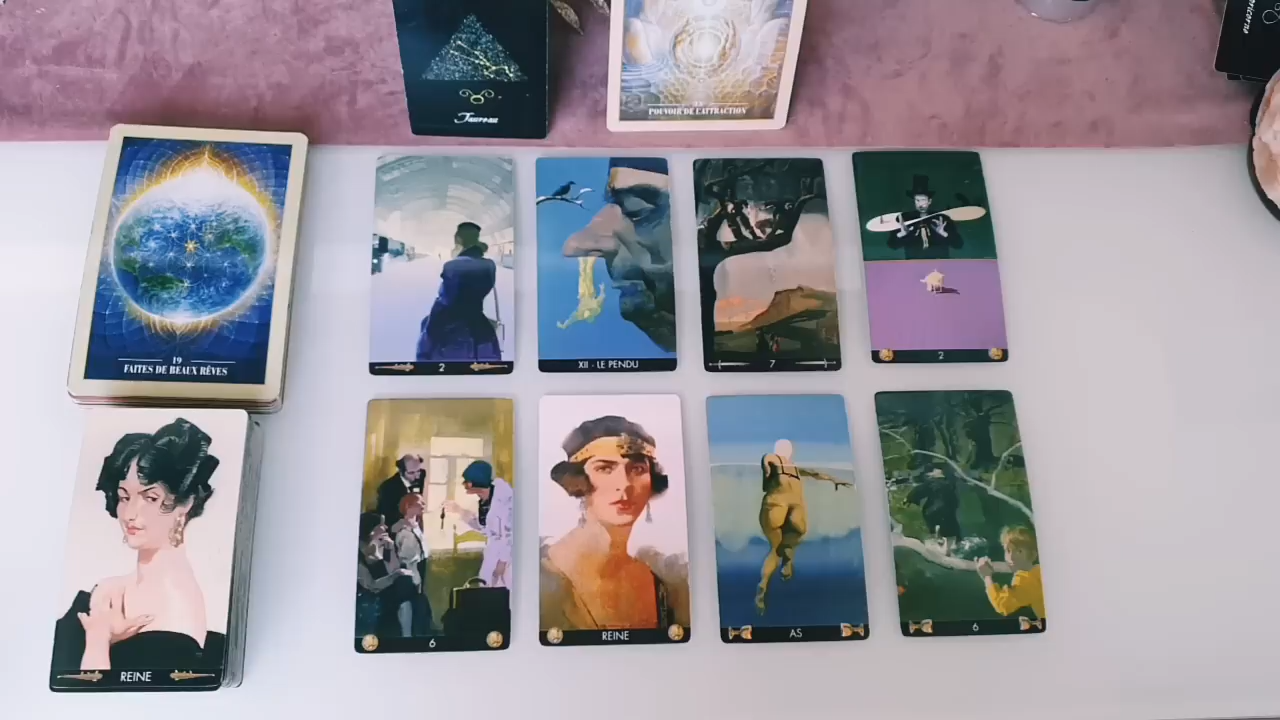 Taureau
POUVOIR DE L'ATTRACTION
19
FAITES DE BEAUX RÊVES
2
XII - LE PENDU
7
2
REINE
6
REINE
AS
6